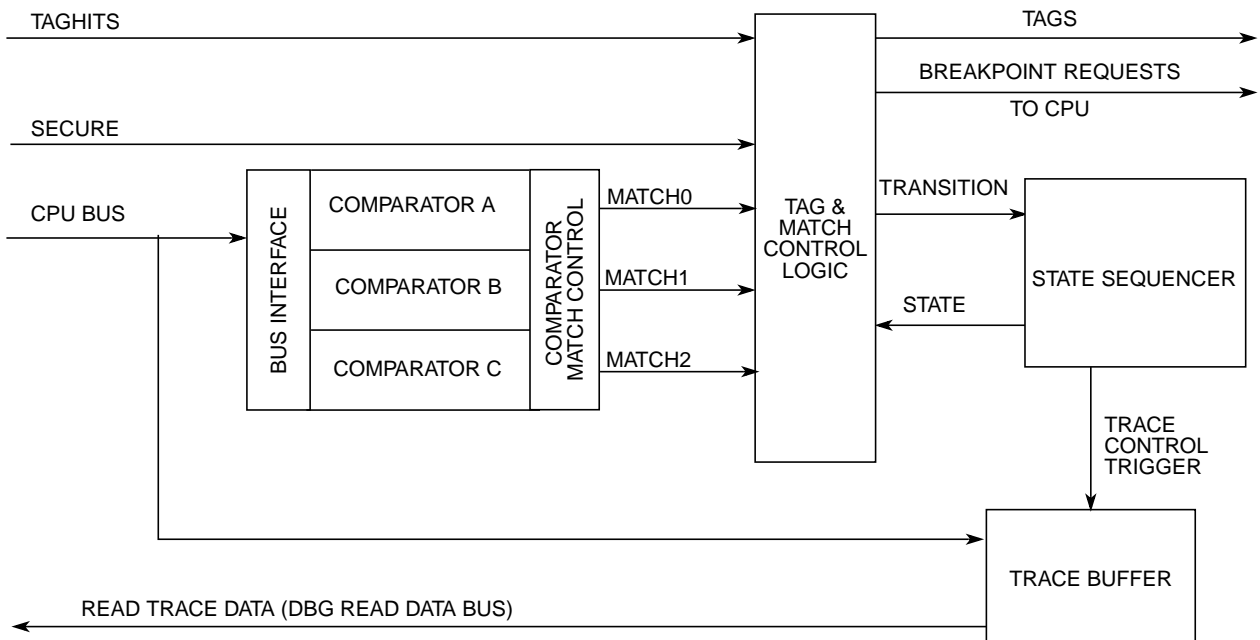 TAGHITS
TAGS
BREAKPOINT REQUESTS
TO CPU
SECURE
CPU BUS
BUS INTERFACE
COMPARATOR A
COMPARATOR B
COMPARATOR C
COMPARATOR
MATCH CONTROL
MATCH0
MATCH1
MATCH2
TAG &
MATCH
CONTROL
LOGIC
TRANSITION
STATE
STATE SEQUENCER
TRACE
CONTROL
TRIGGER
TRACE BUFFER
READ TRACE DATA (DBG READ DATA BUS)